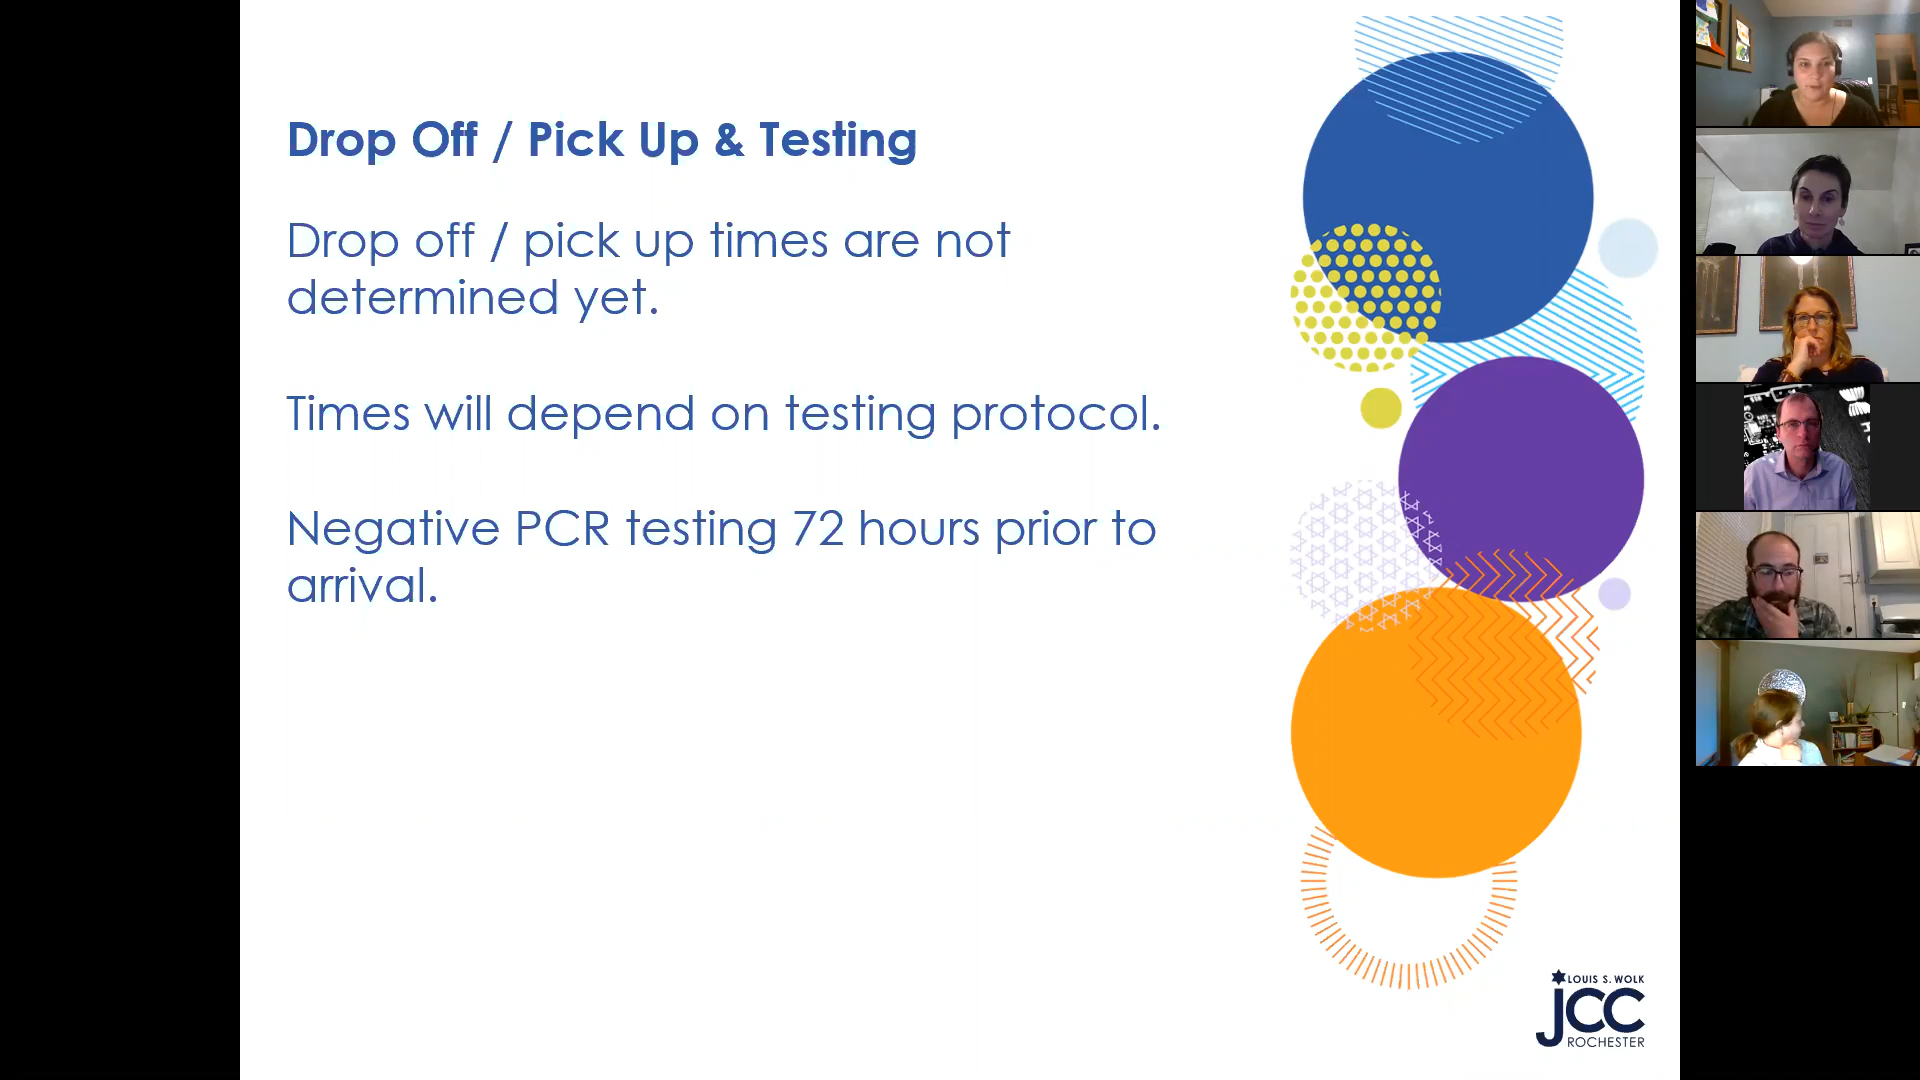 Drop Off / Pick Up & Testing
Drop off / pick up times are not
determined yet.
Times will depend on testing protocol.
Negative PCR testing 72 hours prior to
arrival.
LOUIS S. WOLK
jCC
ROCHESTER